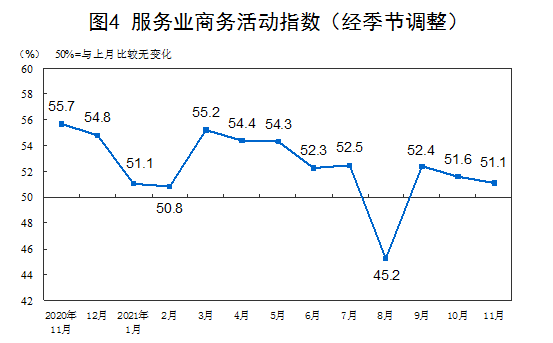 图4 服务业商务活动指数（经季节调整）
（%） 50%=与上月比较无变化
60
58
56
54
52
50
48
46
44
42
55.7
54.8
51.1
50.8
55.2
54.4
54.3
52.3
52.5
45.2
52.4
51.6
51.1
2020年
11月
12月
2021年
1月
2月
3月
4月
5月
6月
7月
8月
9月
10月
11月